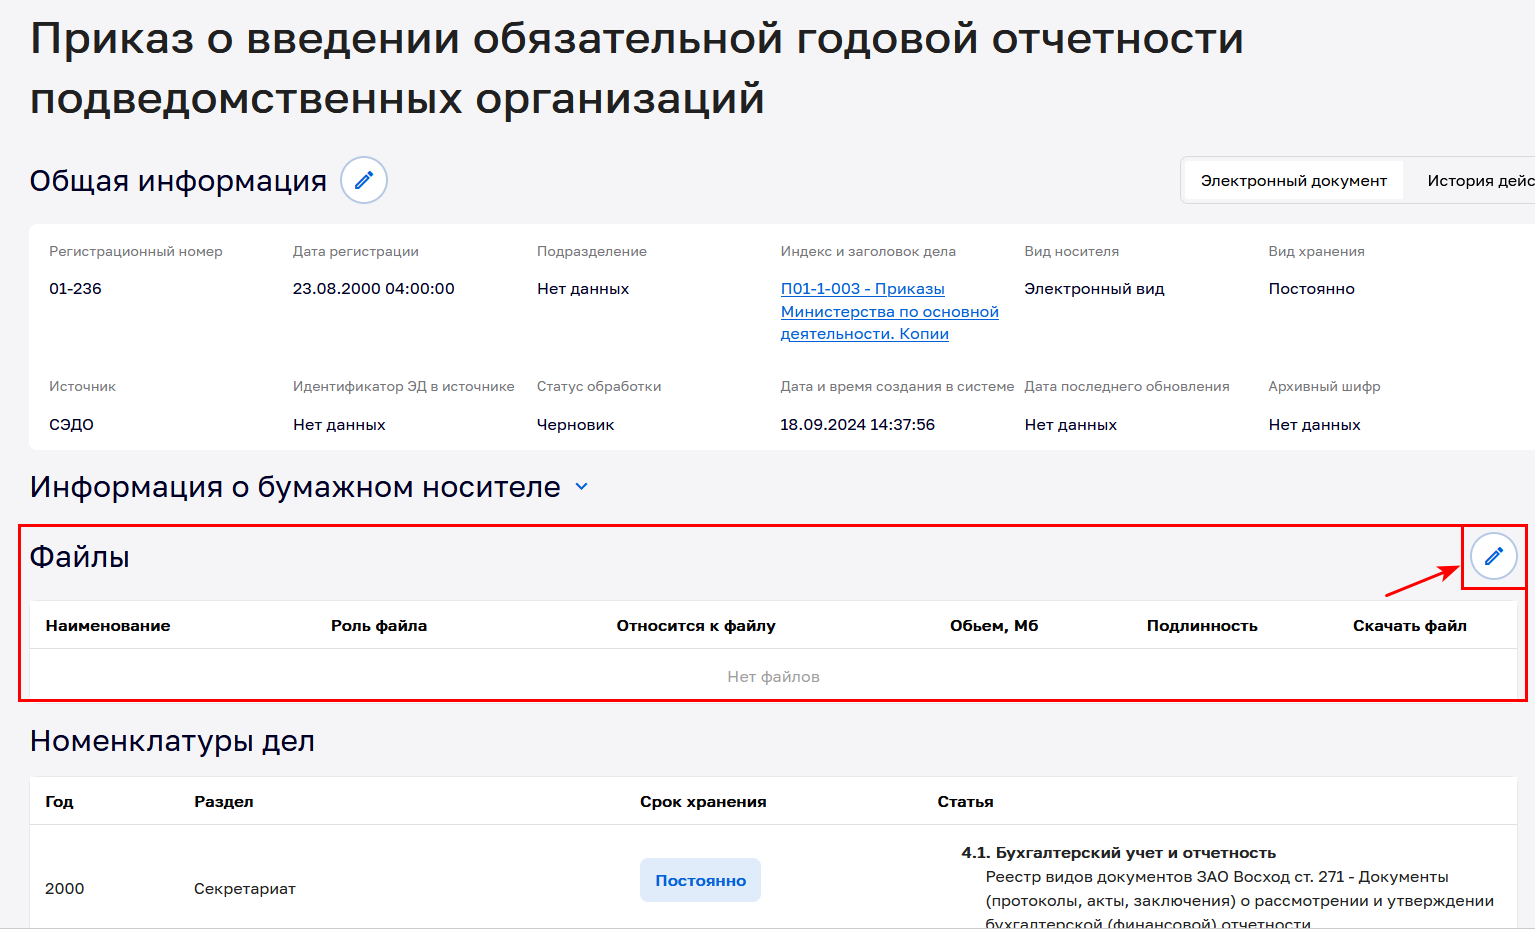 Приказ о введении обязательной годовой отчетности
подведомственных организаций
Общая информация
Электронный документ
История дейс
Регистрационный номер
Дата регистрации
Подразделение
Индекс и заголовок дела
Вид носителя
Вид хранения
01-236
23.08.2000 04:00:00
Нет данных
П01-1-003 - Приказы
Министерства по основной
деятельности. Копии
Электронный вид
Постоянно
Источник
Идентификатор ЭД в источнике
Статус обработки
Дата и время создания в системе
Дата последнего обновления
Архивный шифр
СЭДО
Нет данных
Черновик
18.09.2024 14:37:56
Нет данных
Нет данных
Информация о бумажном носителе
Файлы
Наименование
Роль файла
Относится к файлу
Обьем, Мб
Подлинность
Скачать файл
Нет файлов
Номенклатуры дел
Год
Раздел
Срок хранения
Статья
2000
Секретариат
Постоянно
4.1. Бухгалтерский учет и отчетность
Реестр видов документов ЗАО Восход ст. 271 - Документы
(протоколы, акты, заключения) о рассмотрении и утверждении
бухгалтерской (финансовой) отчетности